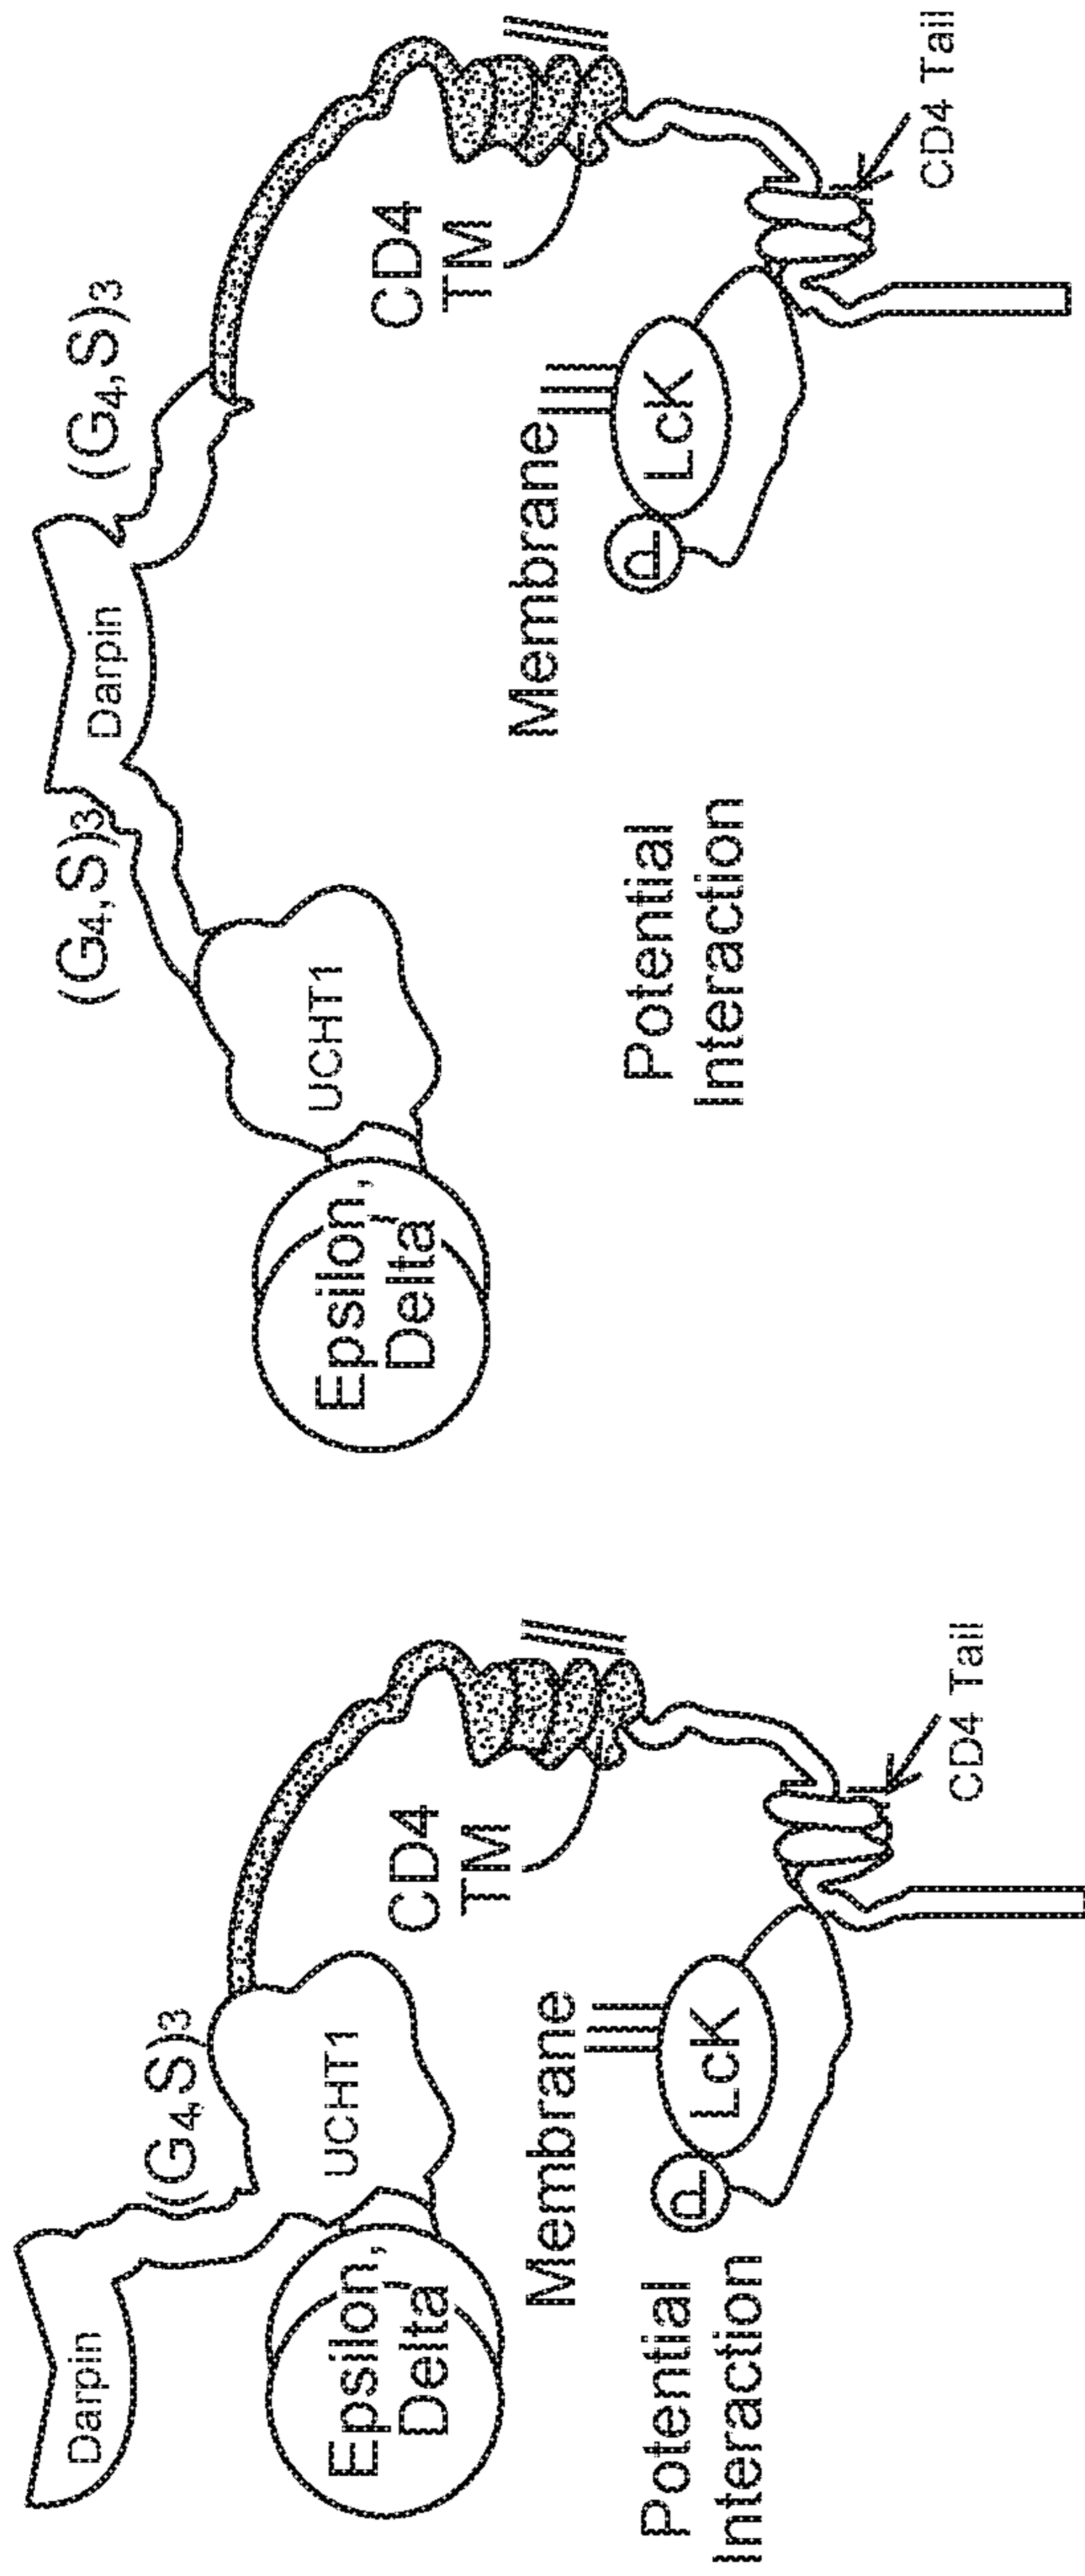 Darpin
(G4,S)3
UCHT1
Epsilon,
Delta
CD4
TM
Membrane
Potential
Interaction
P
LcK
CD4 Tail
(G4,S)3
Darpin
(G4,S)3
UCHT1
Epsilon,
Delta
CD4
TM
Membrane
Potential
Interaction
P
LcK
CD4 Tail